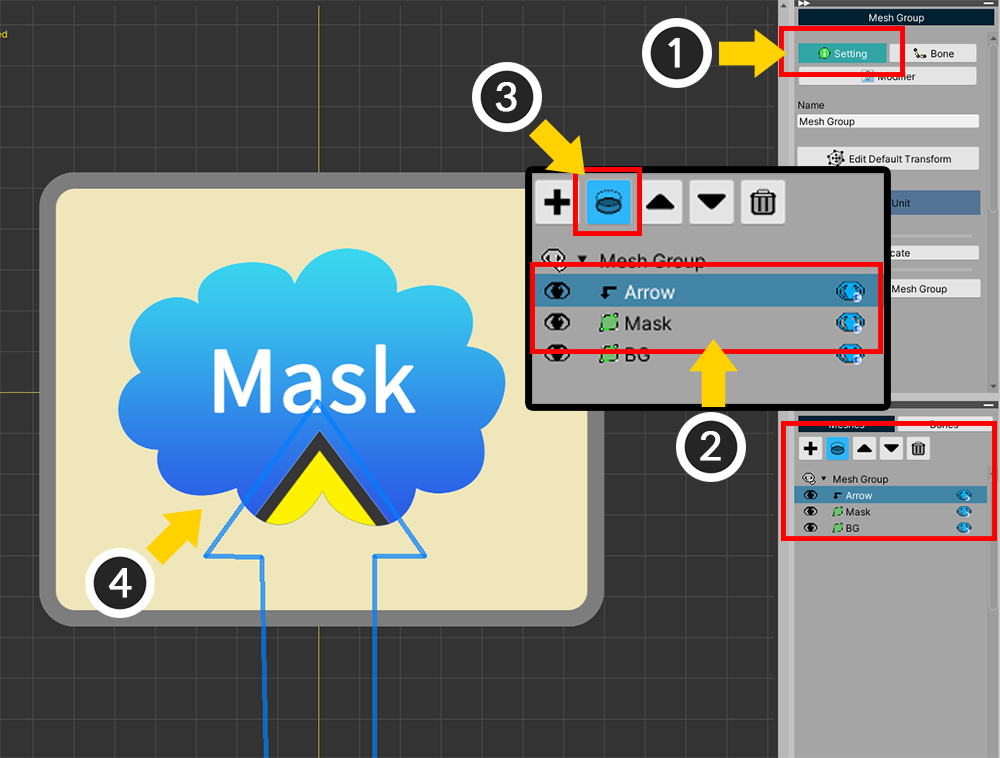 ed
Mesh Group
1
Setting
Bone
Modifier
3
Name
Mesh Group
Edit Default Transform
Unit
cate
Mesh Group
Mesh Group
Arrow
Mask
BG
Mask
2
Meshes
Bones
Mesh Group
Arrow
Mask
BG
4